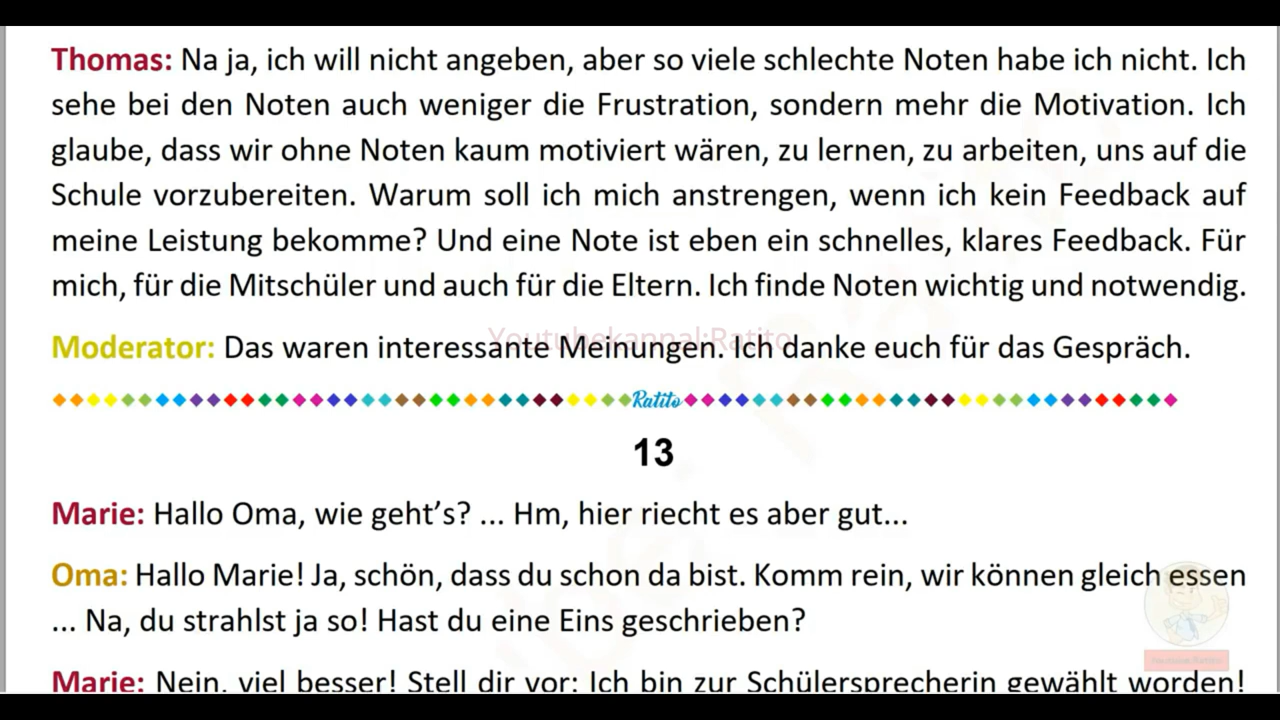 Thomas: Na ja, ich will nicht angeben, aber so viele schlechte Noten habe ich nicht. Ich
sehe bei den Noten auch weniger die Frustration, sondern mehr die Motivation. Ich
glaube, dass wir ohne Noten kaum motiviert wären, zu lernen, zu arbeiten, uns auf die
Schule vorzubereiten. Warum soll ich mich anstrengen, wenn ich kein Feedback auf
meine Leistung bekomme? Und eine Note ist eben ein schnelles, klares Feedback. Für
mich, für die Mitschüler und auch für die Eltern. Ich finde Noten wichtig und notwendig.
Youtubekannal:Ratito
Moderator: Das waren interessante Meinungen. Ich danke euch für das Gespräch.
Ratito
13
Marie: Hallo Oma, wie geht’s? ... Hm, hier riecht es aber gut...
Oma: Hallo Marie! Ja, schön, dass du schon da bist. Komm rein, wir können gleich essen
... Na, du strahlst ja so! Hast du eine Eins geschrieben?
Marie: Nein, viel besser! Stell dir vor: Ich bin zur Schülersprecherin gewählt worden!